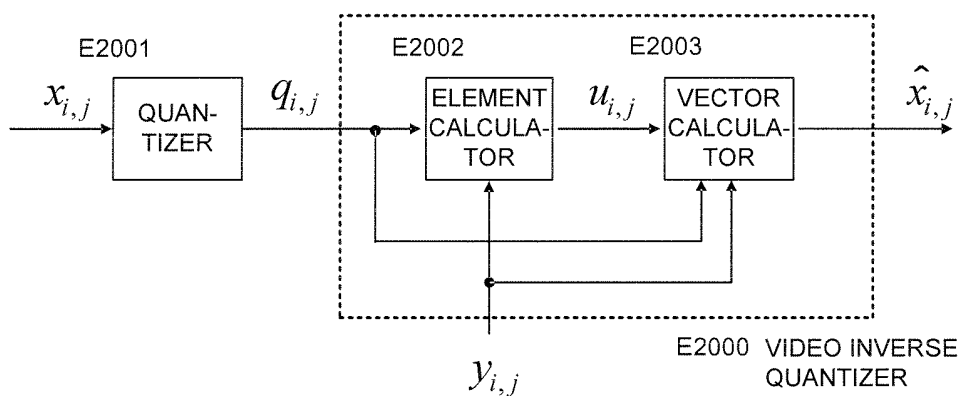 E2001
E2002
E2003
x_{i,j}
q_{i,j}
u_{i,j}
\hat{x}_{i,j}
QUAN-
TIZER
ELEMENT
CALCULA-
TOR
VECTOR
CALCULA-
TOR
y_{i,j}
E2000 VIDEO INVERSE
QUANTIZER